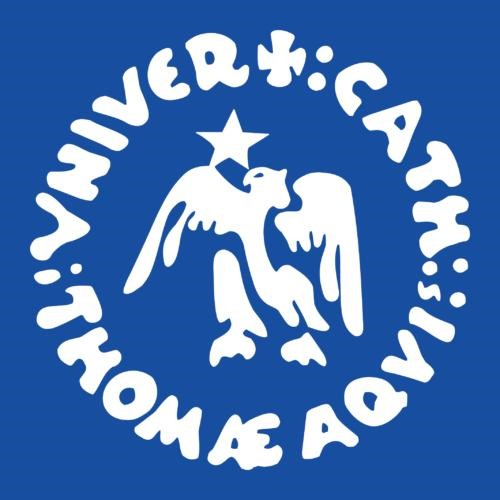 VNIVER ✠ : CATH : S : THOMÆ AQVI :